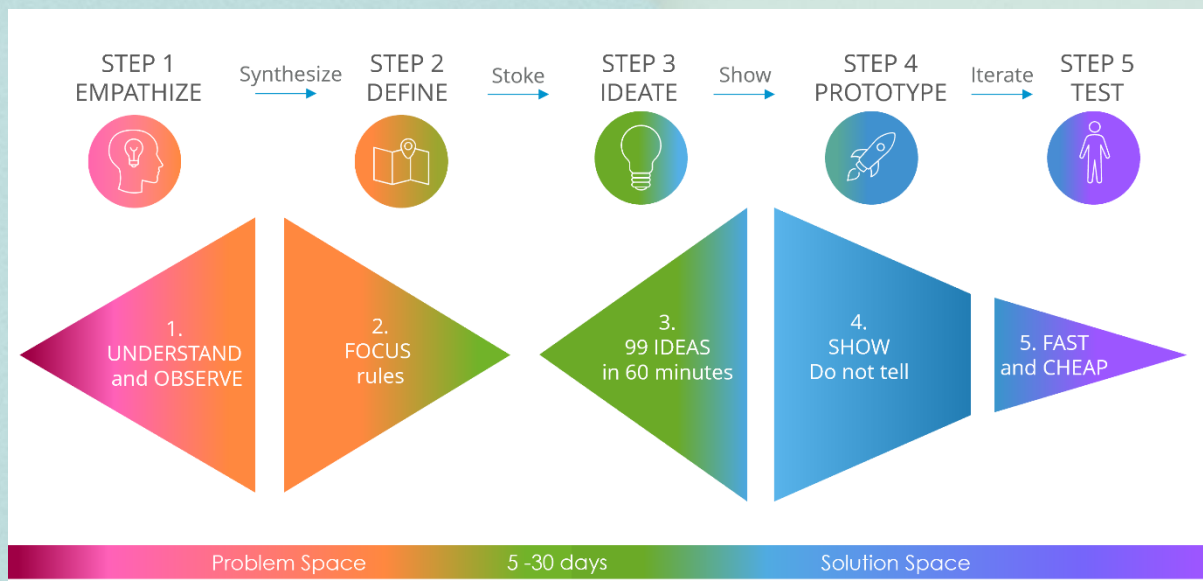 STEP 1
EMPATHIZE
Synthesize
STEP 2
DEFINE
Stoke
STEP 3
IDEATE
Show
STEP 4
PROTOTYPE
Iterate
STEP 5
TEST
1.
UNDERSTAND
and OBSERVE
2.
FOCUS
rules
3.
99 IDEAS
in 60 minutes
4.
SHOW
Do not tell
5. FAST
and CHEAP
Problem Space
5 -30 days
Solution Space